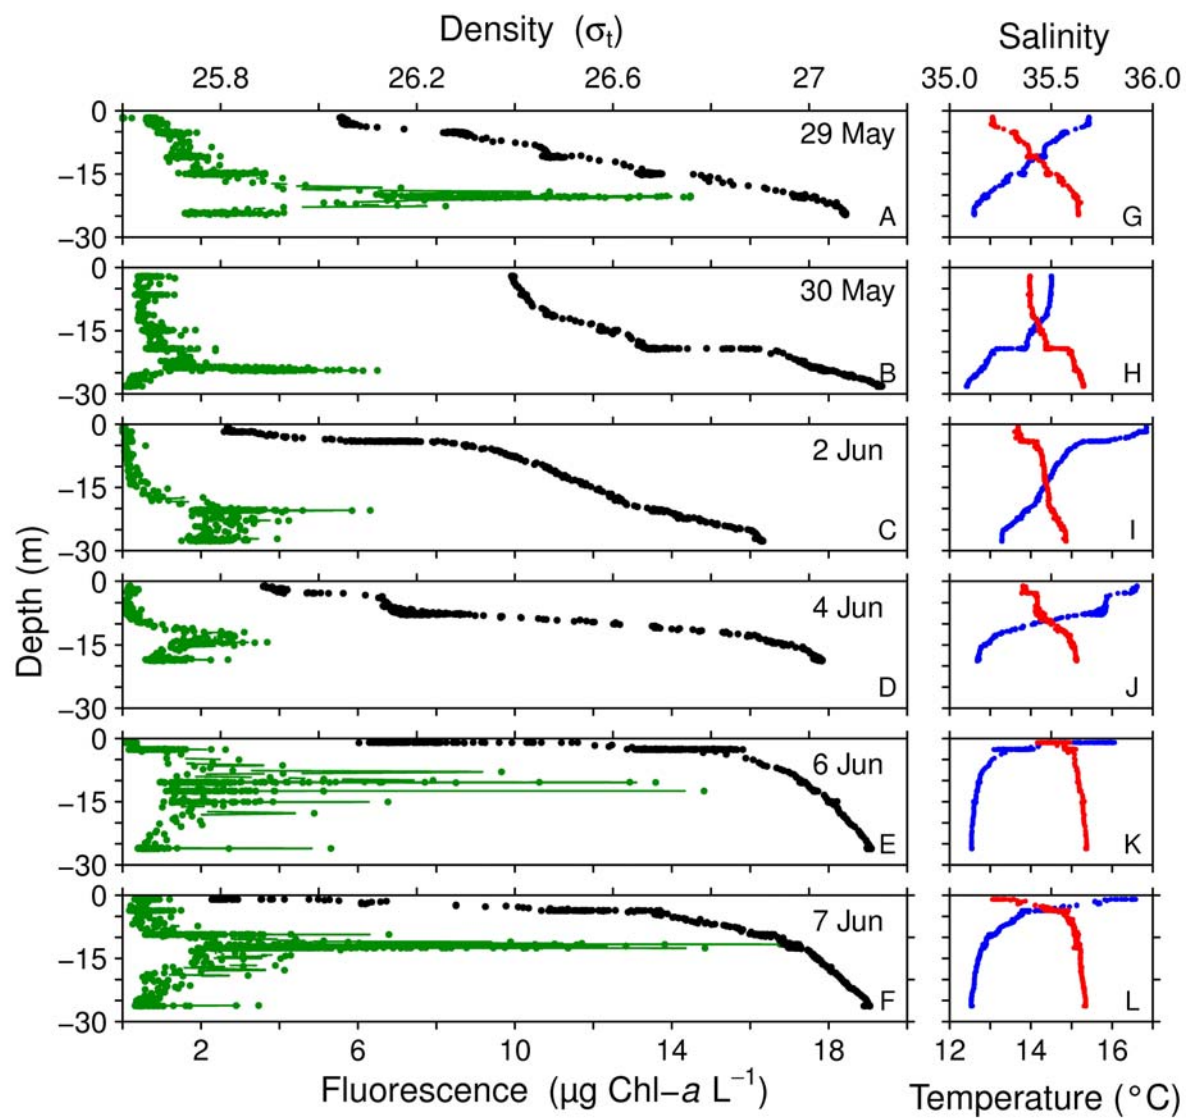 Density (σt)
Salinity
25.8 26.2 26.6 27
35.0 35.5 36.0
0
−15
−30
29 May
A
G
0
−15
−30
30 May
B
H
0
−15
−30
2 Jun
C
I
Depth (m)
0
−15
−30
4 Jun
D
J
0
−15
−30
6 Jun
E
K
0
−15
−30
7 Jun
F
L
2 6 10 14 18
12 14 16
Fluorescence (μg Chl−a L−1)
Temperature (°C)